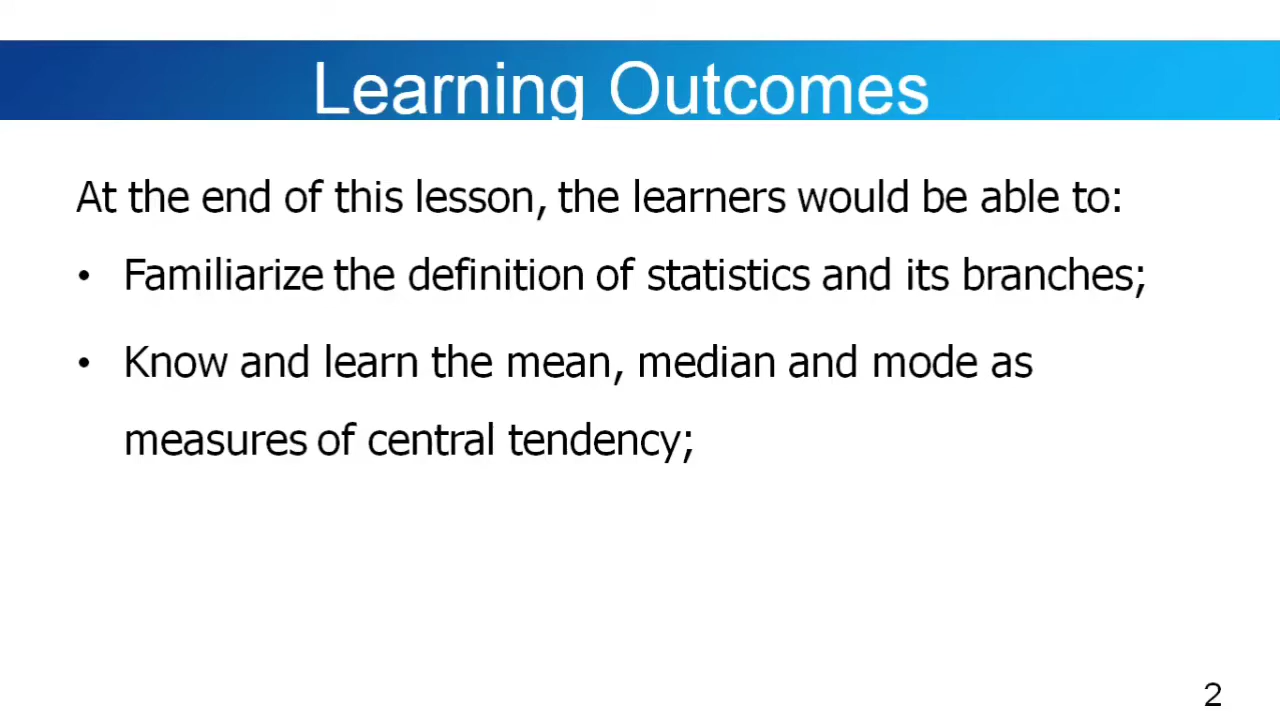 Learning Outcomes
At the end of this lesson, the learners would be able to:
• Familiarize the definition of statistics and its branches;
• Know and learn the mean, median and mode as
measures of central tendency;
2